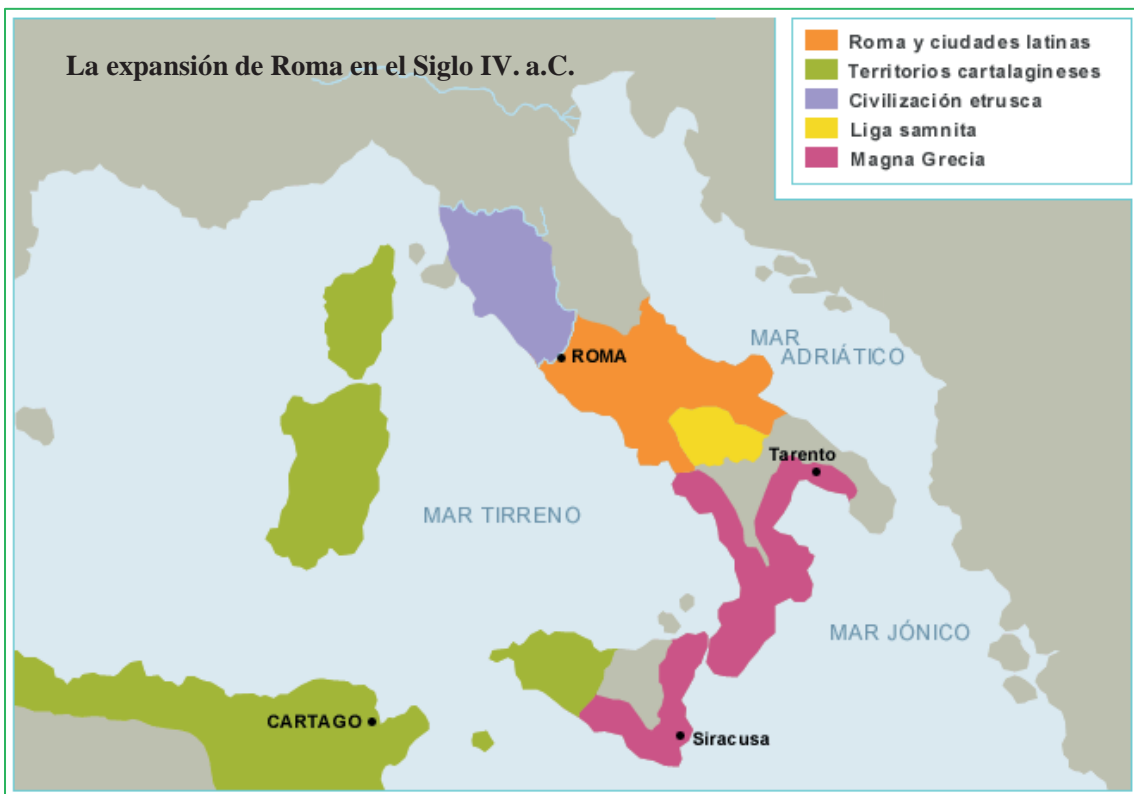 La expansión de Roma en el Siglo IV. a.C.
Roma y ciudades latinas
Territorios cartalagineses
Civilización etrusca
Liga samnita
Magna Grecia
ROMA
MAR
ADRIÁTICO
Tarento
MAR TIRRENO
MAR JÓNICO
CARTAGO
Siracusa